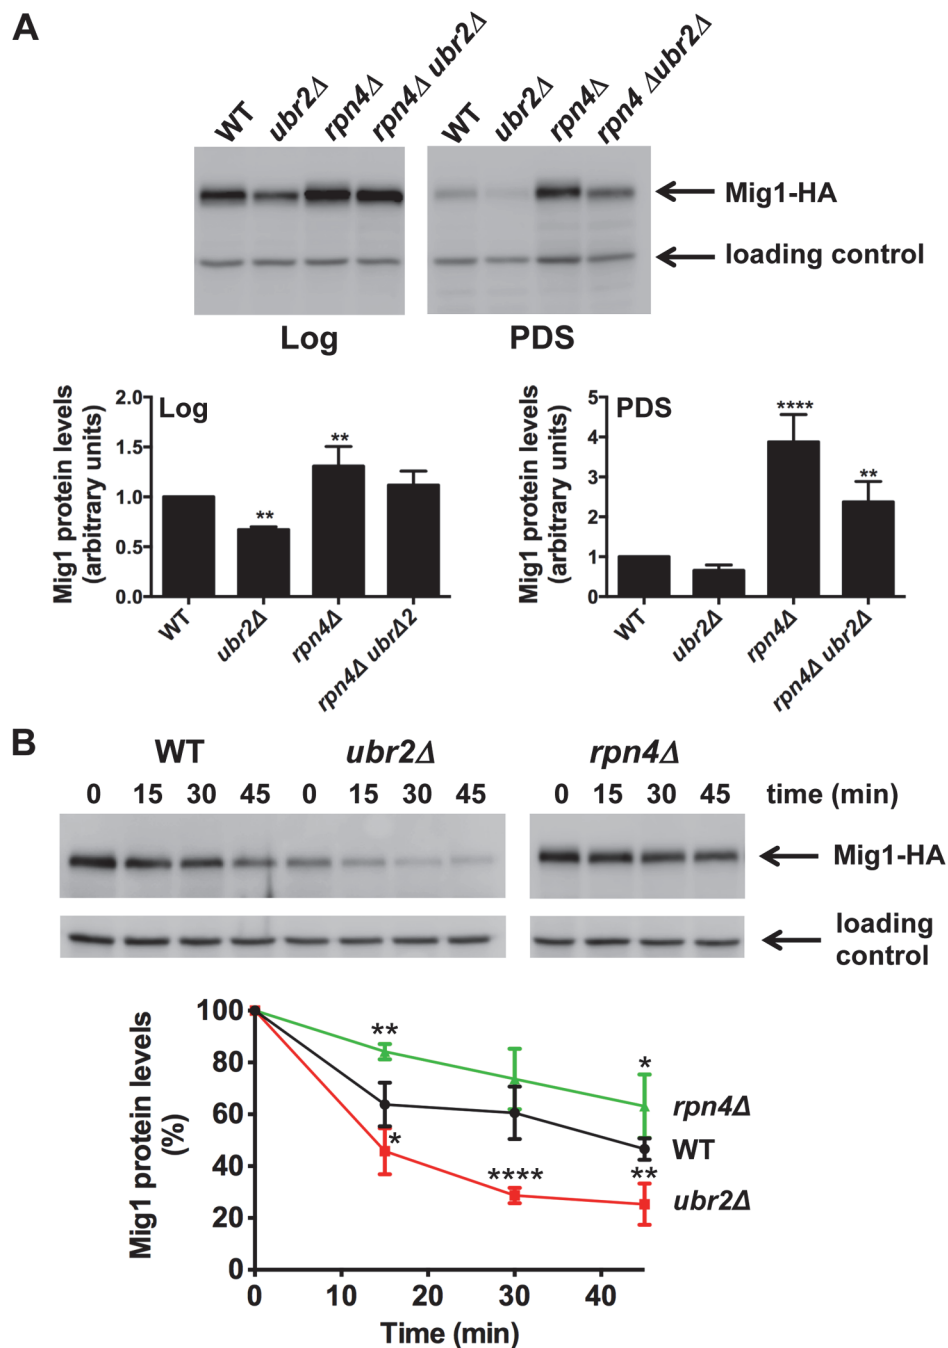 A
WT ubr2Δ rpn4Δ rpn4Δ ubr2Δ WT ubr2Δ rpn4Δ rpn4 Δubr2Δ
Mig1-HA
loading control
Log PDS
Mig1 protein levels
(arbitrary units)
2.0
1.5
1.0
0.5
0.0
Log
** ** 
WT ubr2Δ rpn4Δ rpn4Δ ubrΔ2
Mig1 protein levels
(arbitrary units)
5
4
3
2
1
0
PDS
**** **
WT ubr2Δ rpn4Δ rpn4Δ ubr2Δ
B
WT ubr2Δ rpn4Δ
0 15 30 45 0 15 30 45 0 15 30 45 time (min)
Mig1-HA
loading
control
Mig1 protein levels
(%)
100
80
60
40
20
0
** *
* **** **
rpn4Δ
WT
ubr2Δ
0 10 20 30 40
Time (min)